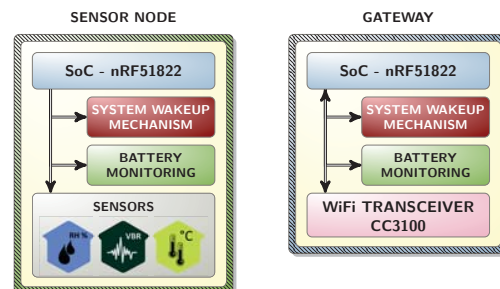 SENSOR NODE
SoC - nRF51822
SYSTEM WAKEUP
MECHANISM
BATTERY
MONITORING
SENSORS
RH %
VBR
°C
GATEWAY
SoC - nRF51822
SYSTEM WAKEUP
MECHANISM
BATTERY
MONITORING
WiFi TRANSCEIVER
CC3100